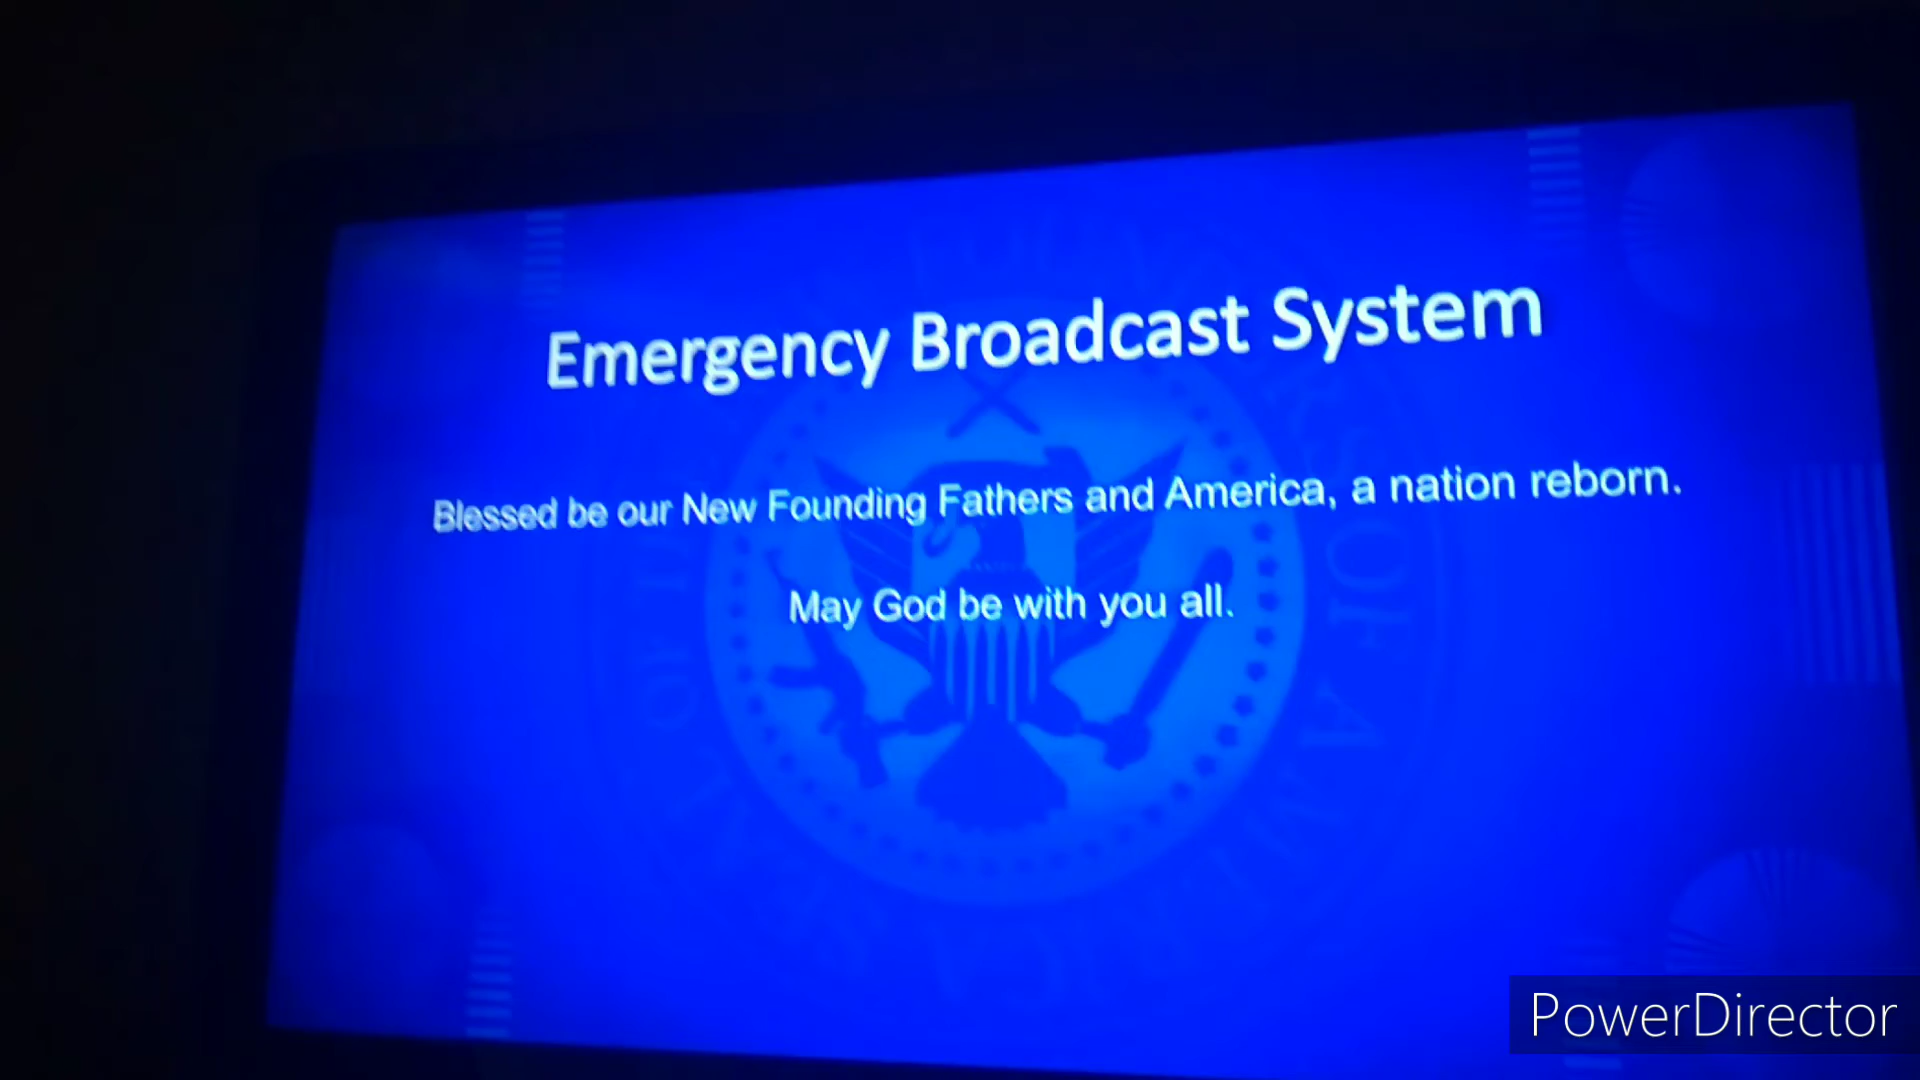 Emergency Broadcast System
Blessed be our New Founding Fathers and America, a nation reborn.
May God be with you all.
PowerDirector